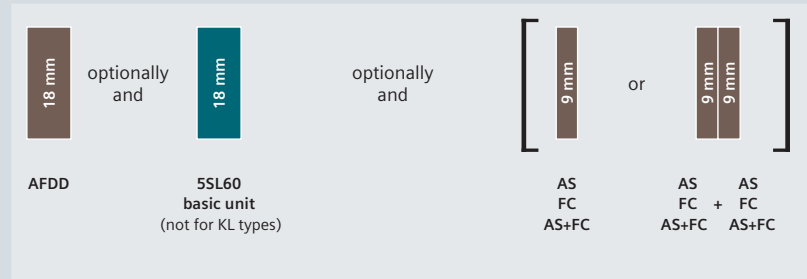 18 mm
optionally
and
18 mm
optionally
and
9 mm
or
9 mm
9 mm
AFDD
5SL60
basic unit
(not for KL types)
AS
FC
AS+FC
AS AS
FC + FC
AS+FC AS+FC